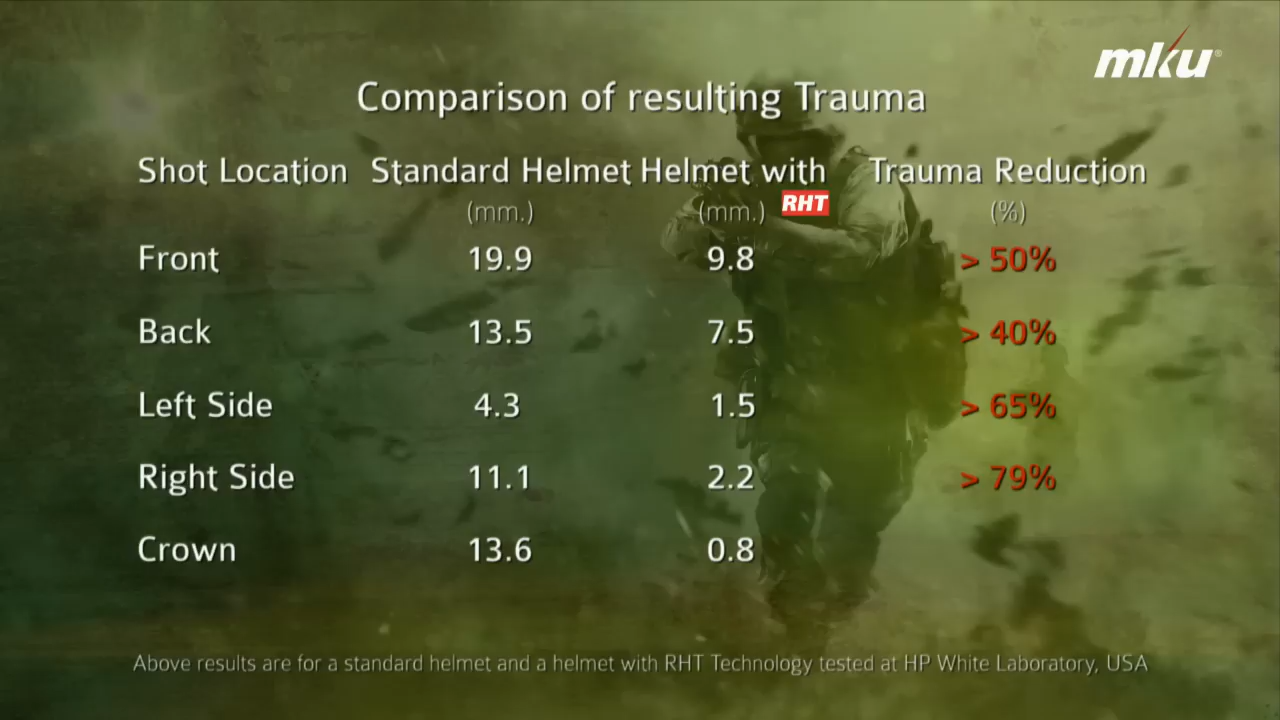 mku®
Comparison of resulting Trauma
Shot Location Standard Helmet Helmet with Trauma Reduction
(mm.) (mm.) RHT (%)
Front 19.9 9.8 > 50%
Back 13.5 7.5 > 40%
Left Side 4.3 1.5 > 65%
Right Side 11.1 2.2 > 79%
Crown 13.6 0.8
Above results are for a standard helmet and a helmet with RHT Technology tested at HP White Laboratory, USA